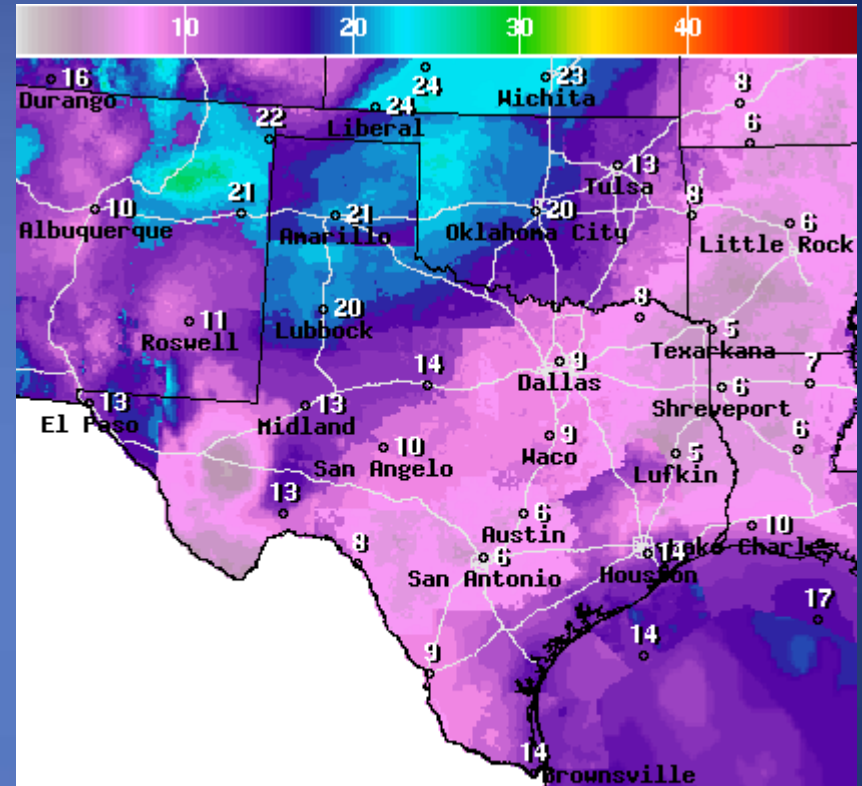 10 20 30 40
16 24 23 8
Durango 24 Wichita
22 Liberal 6
13
Tulsa
10 21 21 20 8 6
Albuquerque Amarillo Oklahoma City Little Rock
11 20 8
Roswell Lubbock 5
Texarkana
14 9 7
Dallas 6
13 13 Shreveport
El Paso Midland
10 9 6
San Angelo Waco 5
Lufkin
13 6 10
Austin
8 6 14 Lake Charles
San Antonio Houston
17
14
9
14
Brownsville